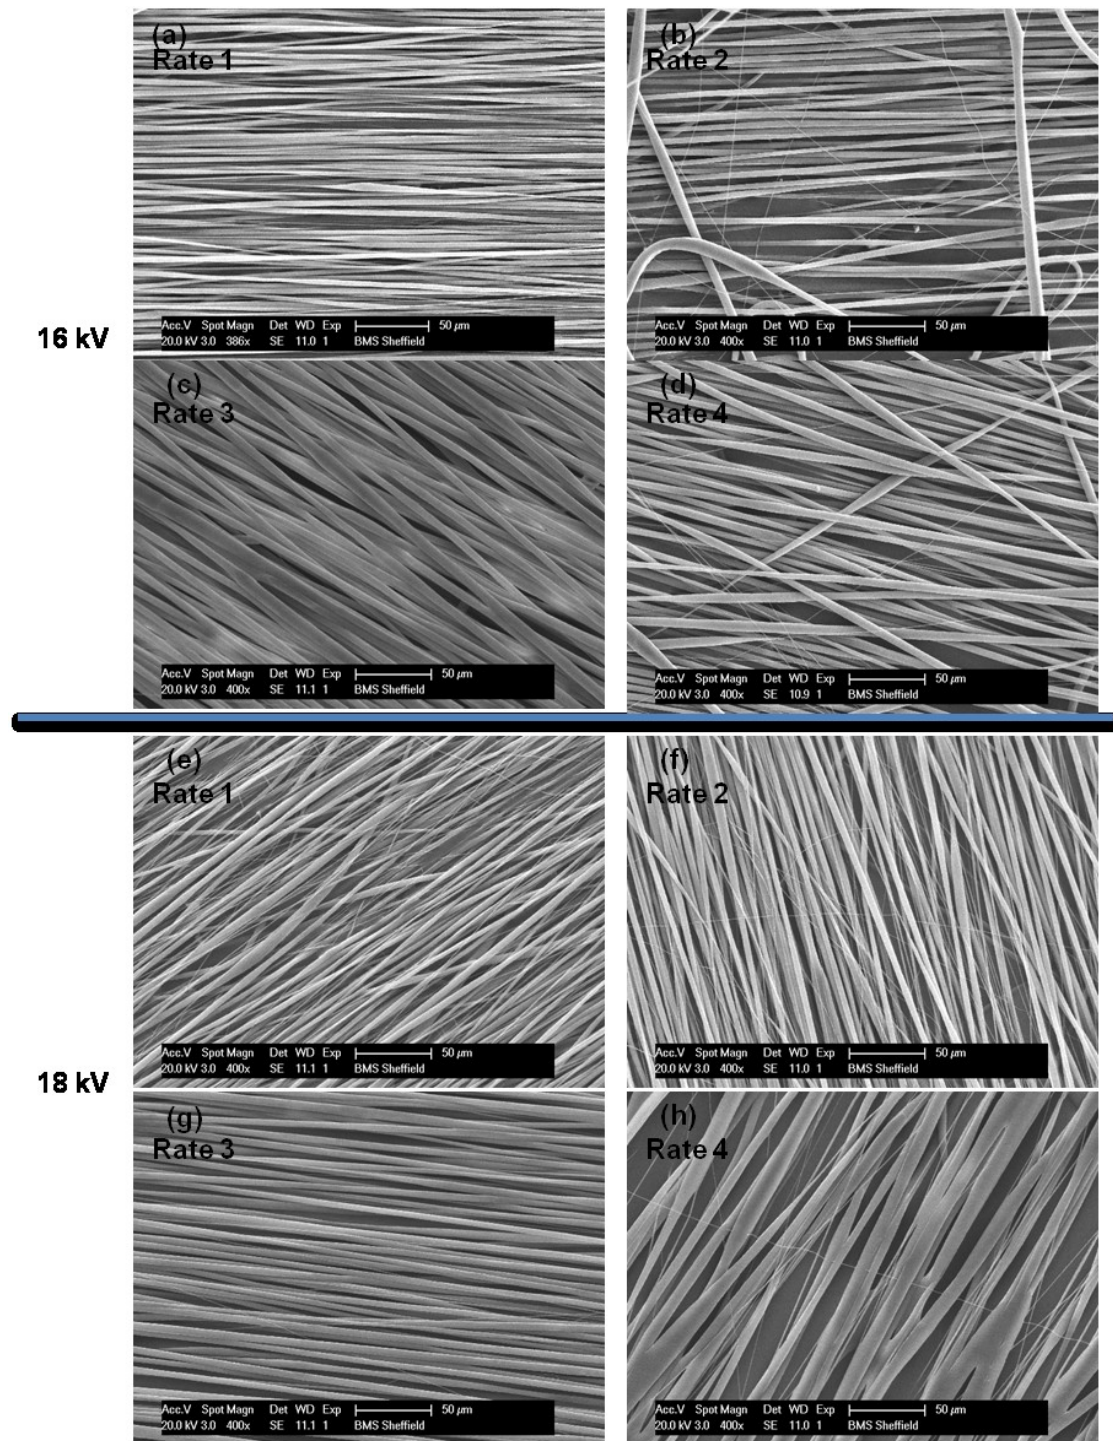 (a)
Rate 1
Acc.V Spot Magn Det WD Exp 50 µm
20.0 kV 3.0 386x SE 11.0 1 BMS Sheffield
(b)
Rate 2
Acc.V Spot Magn Det WD Exp 50 µm
20.0 kV 3.0 400x SE 11.0 1 BMS Sheffield
16 kV
(c)
Rate 3
Acc.V Spot Magn Det WD Exp 50 µm
20.0 kV 3.0 400x SE 11.1 1 BMS Sheffield
(d)
Rate 4
Acc.V Spot Magn Det WD Exp 50 µm
20.0 kV 3.0 400x SE 10.9 1 BMS Sheffield
(e)
Rate 1
Acc.V Spot Magn Det WD Exp 50 µm
20.0 kV 3.0 400x SE 11.1 1 BMS Sheffield
(f)
Rate 2
Acc.V Spot Magn Det WD Exp 50 µm
20.0 kV 3.0 400x SE 11.0 1 BMS Sheffield
18 kV
(g)
Rate 3
Acc.V Spot Magn Det WD Exp 50 µm
20.0 kV 3.0 400x SE 11.1 1 BMS Sheffield
(h)
Rate 4
Acc.V Spot Magn Det WD Exp 50 µm
20.0 kV 3.0 400x SE 11.0 1 BMS Sheffield